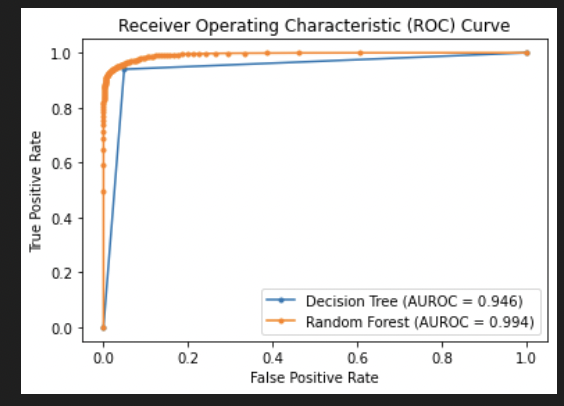 Receiver Operating Characteristic (ROC) Curve
1.0
0.8
0.6
0.4
0.2
0.0
True Positive Rate
Decision Tree (AUROC = 0.946)
Random Forest (AUROC = 0.994)
0.0 0.2 0.4 0.6 0.8 1.0
False Positive Rate